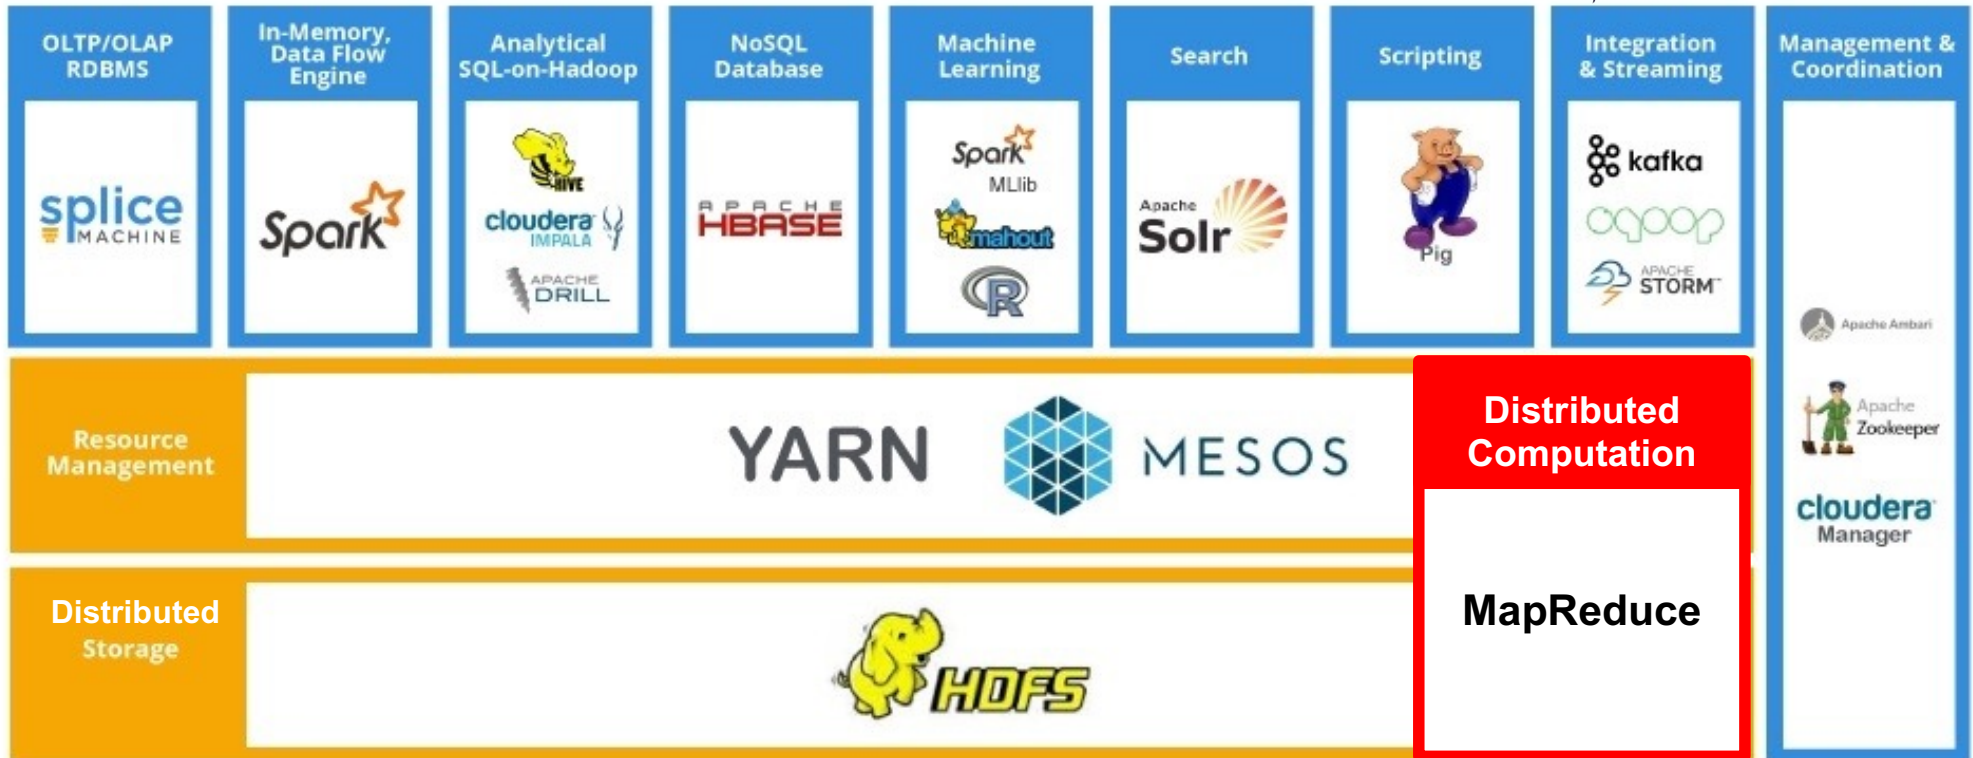 OLTP/OLAP
RDBMS
splice
MACHINE
In-Memory,
Data Flow
Engine
Spark
Analytical
SQL-on-Hadoop
HIVE
cloudera
IMPALA
APACHE
DRILL
NoSQL
Database
APACHE
HBASE
Machine
Learning
Spark
MLlib
mahout
R
Search
Apache
Solr
Scripting
Pig
Integration
& Streaming
kafka
sqoop
APACHE
STORM™
Management &
Coordination
Apache Ambari
Apache
Zookeeper
cloudera
Manager
Resource
Management
YARN
MESOS
Distributed
Computation
MapReduce
Distributed
Storage
HDFS